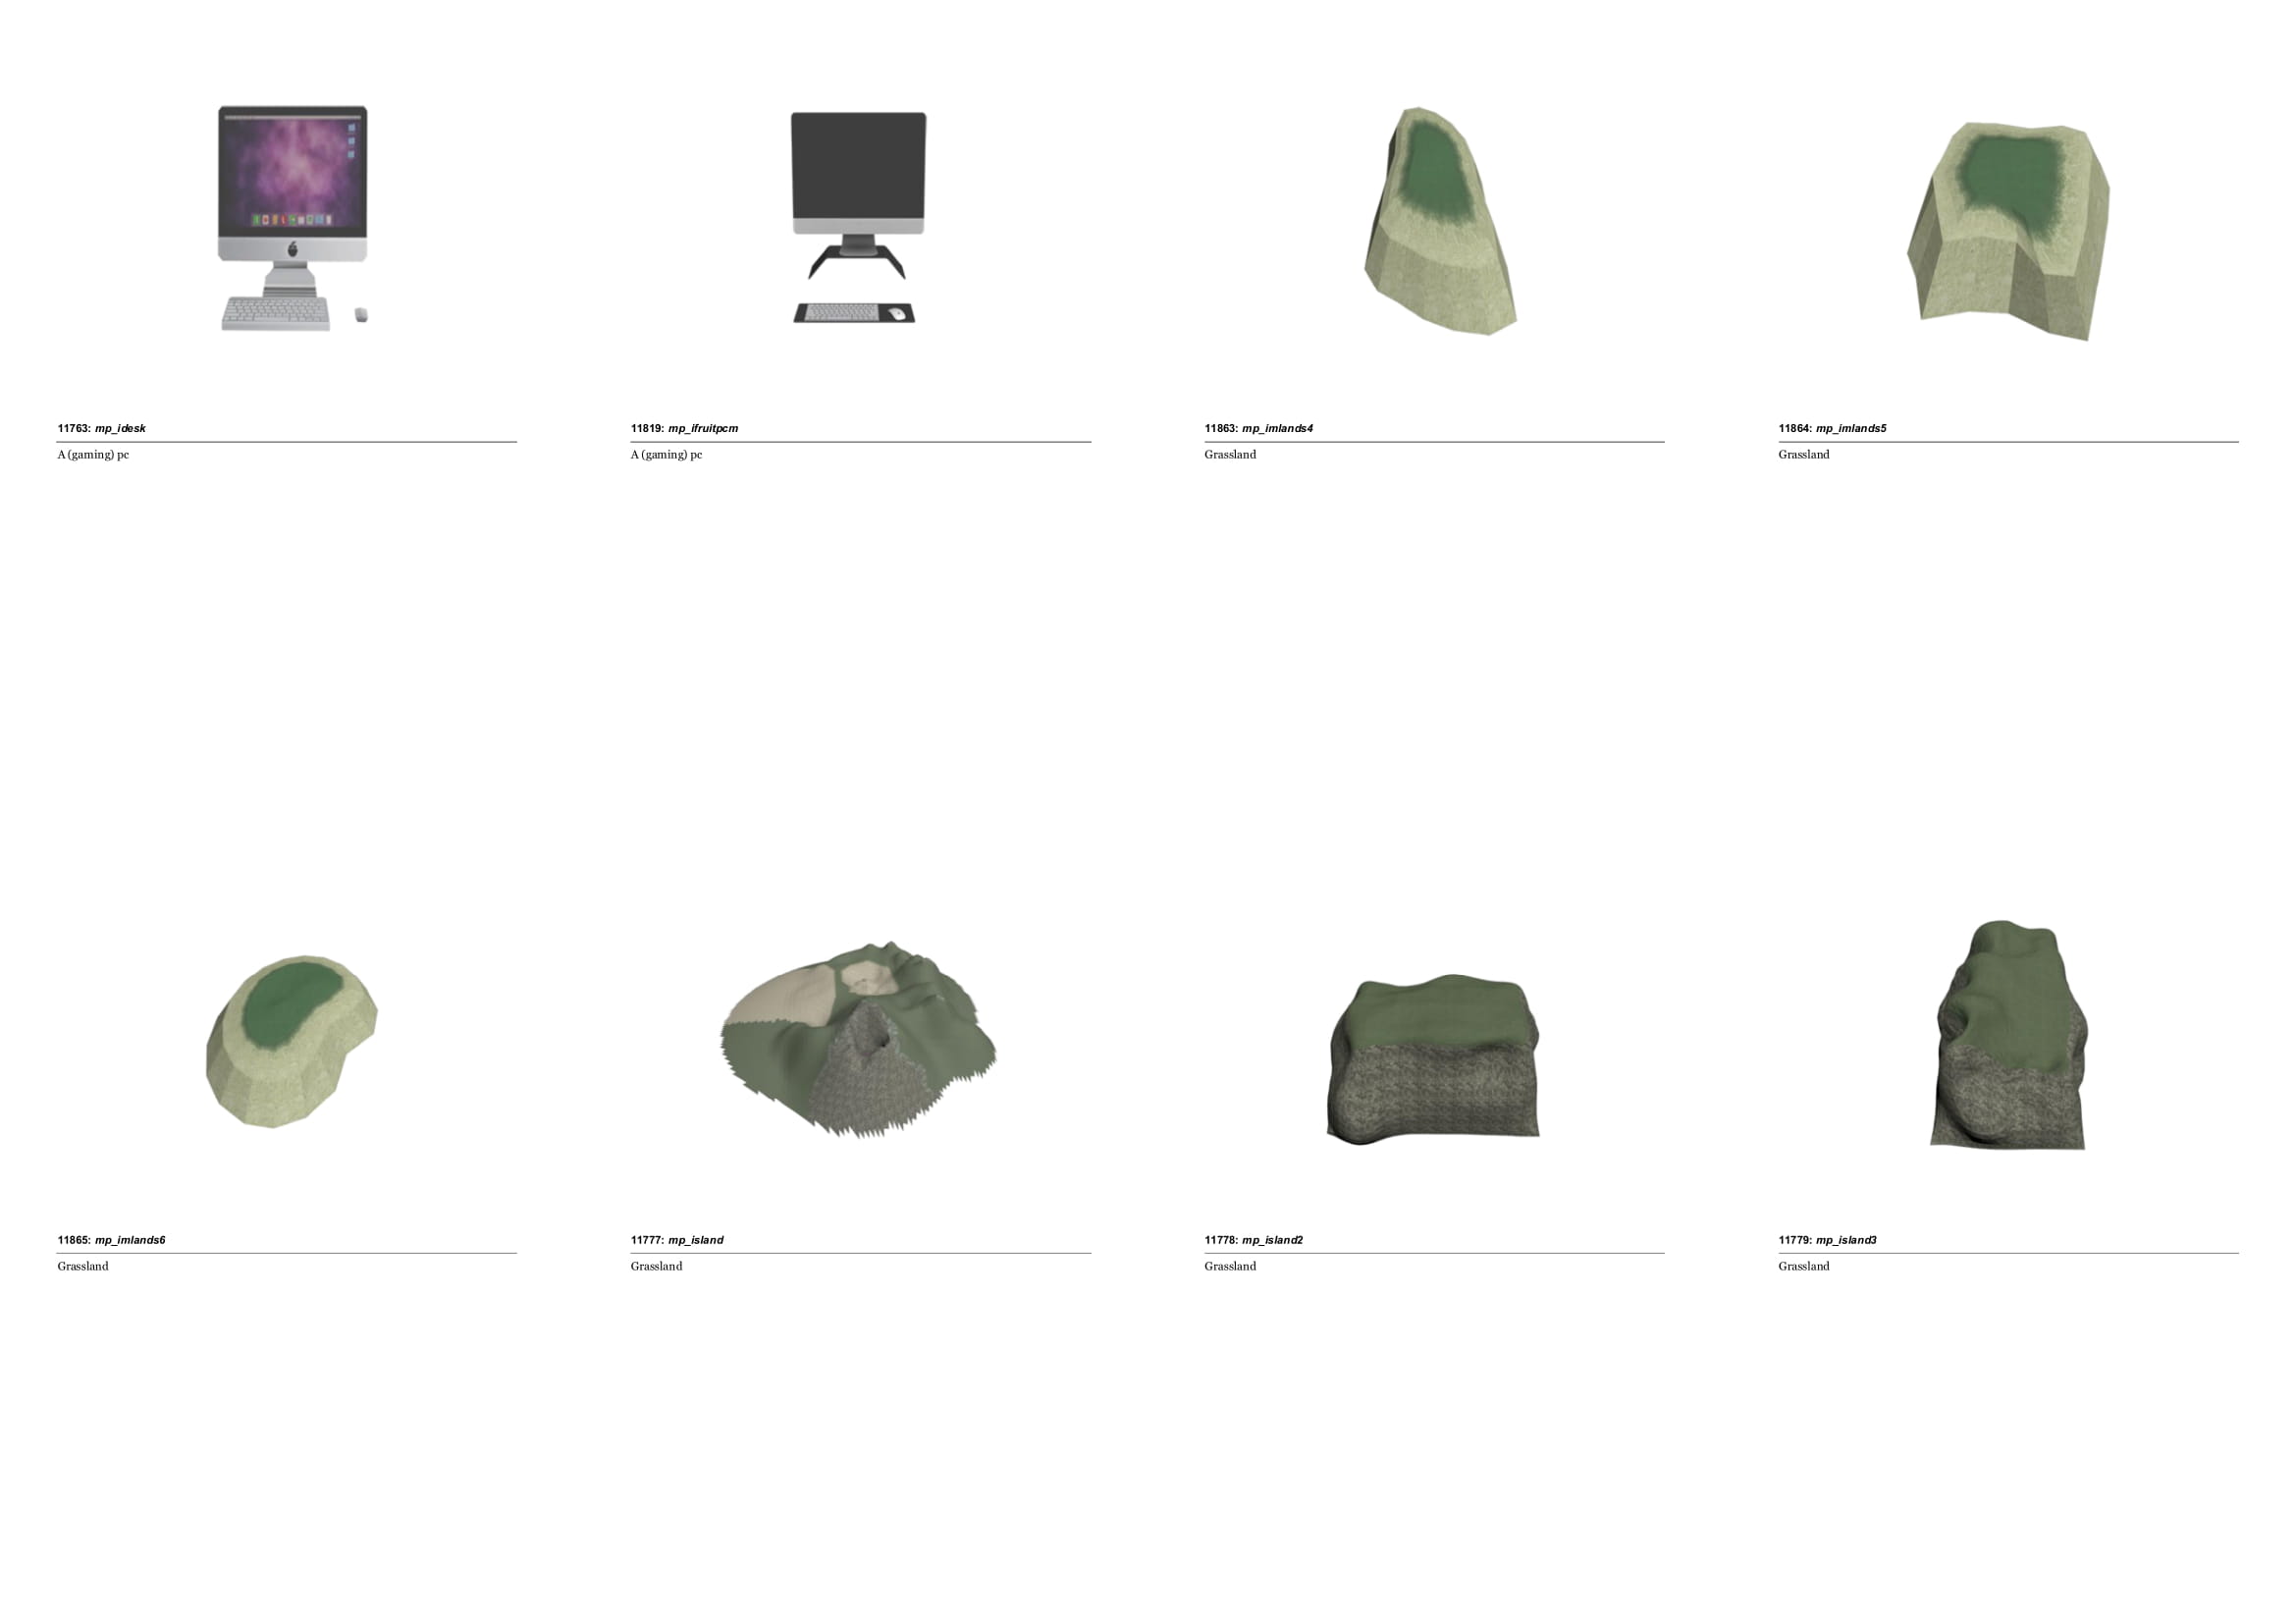 11763: mp_idesk
A (gaming) pc
11819: mp_ifruitpcm
A (gaming) pc
11863: mp_imlands4
Grassland
11864: mp_imlands5
Grassland
11865: mp_imlands6
Grassland
11777: mp_island
Grassland
11778: mp_island2
Grassland
11779: mp_island3
Grassland